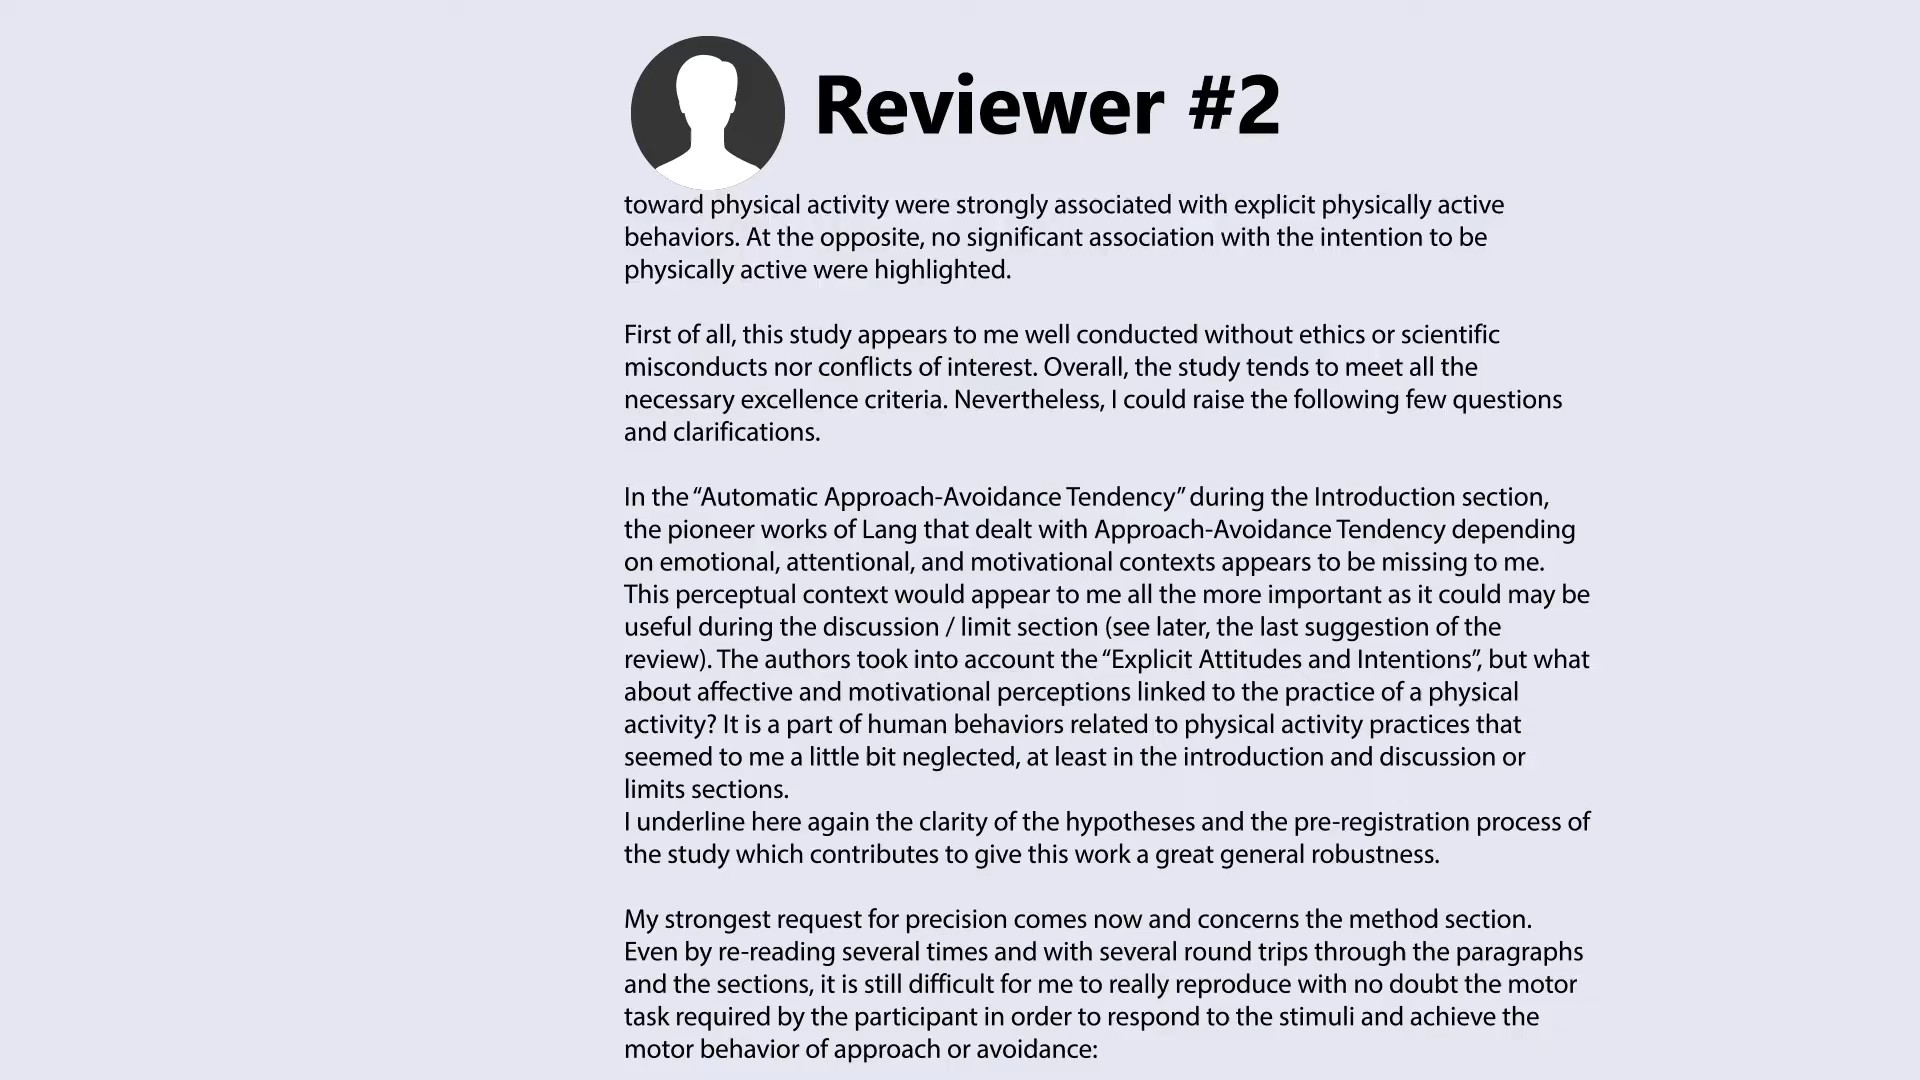 Reviewer #2
toward physical activity were strongly associated with explicit physically active
behaviors. At the opposite, no significant association with the intention to be
physically active were highlighted.
First of all, this study appears to me well conducted without ethics or scientific
misconducts nor conflicts of interest. Overall, the study tends to meet all the
necessary excellence criteria. Nevertheless, I could raise the following few questions
and clarifications.
In the “Automatic Approach-Avoidance Tendency” during the Introduction section,
the pioneer works of Lang that dealt with Approach-Avoidance Tendency depending
on emotional, attentional, and motivational contexts appears to be missing to me.
This perceptual context would appear to me all the more important as it could may be
useful during the discussion / limit section (see later, the last suggestion of the
review). The authors took into account the “Explicit Attitudes and Intentions”, but what
about affective and motivational perceptions linked to the practice of a physical
activity? It is a part of human behaviors related to physical activity practices that
seemed to me a little bit neglected, at least in the introduction and discussion or
limits sections.
I underline here again the clarity of the hypotheses and the pre-registration process of
the study which contributes to give this work a great general robustness.
My strongest request for precision comes now and concerns the method section.
Even by re-reading several times and with several round trips through the paragraphs
and the sections, it is still difficult for me to really reproduce with no doubt the motor
task required by the participant in order to respond to the stimuli and achieve the
motor behavior of approach or avoidance: